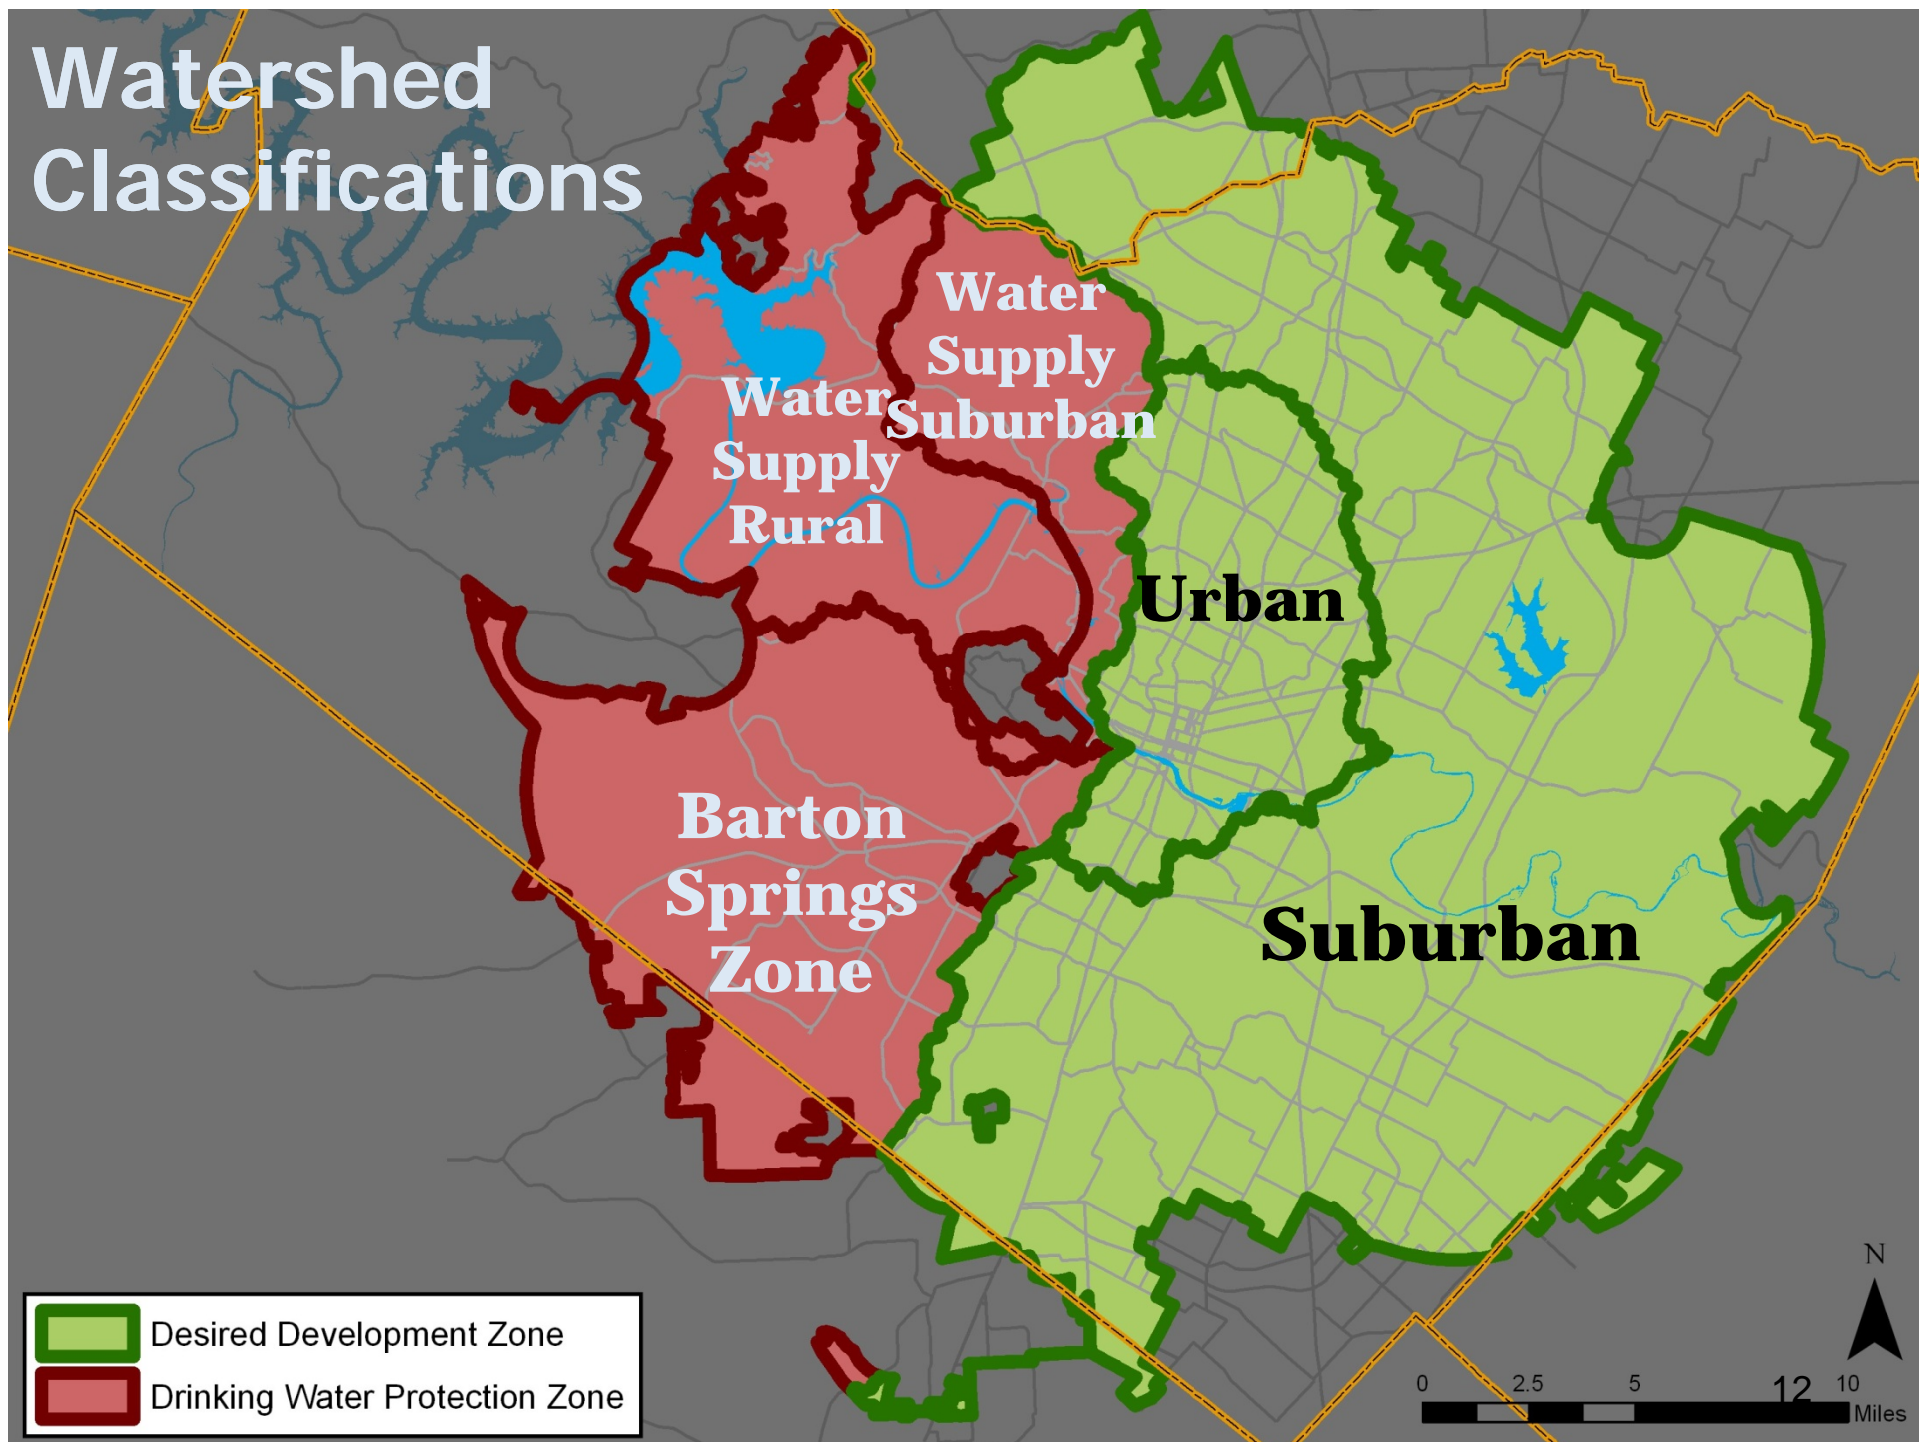 Watershed
Classifications
Water
Supply
Suburban
Water
Supply
Rural
Urban
Barton
Springs
Zone
Suburban
Desired Development Zone
Drinking Water Protection Zone
N
0 2.5 5 12 10
Miles